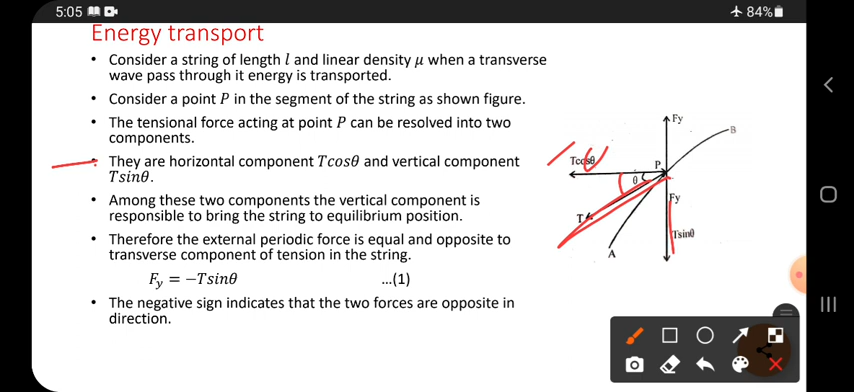 5:05
84%
Energy transport
• Consider a string of length l and linear density μ when a transverse
wave pass through it energy is transported.
• Consider a point P in the segment of the string as shown figure.
• The tensional force acting at point P can be resolved into two
components.
• They are horizontal component Tcosθ and vertical component
Tsinθ.
• Among these two components the vertical component is
responsible to bring the string to equilibrium position.
• Therefore the external periodic force is equal and opposite to
transverse component of tension in the string.
F_y = −Tsinθ ...(1)
• The negative sign indicates that the two forces are opposite in
direction.
Fy
B
Tcosθ
P
θ
Fy
T
Tsinθ
A